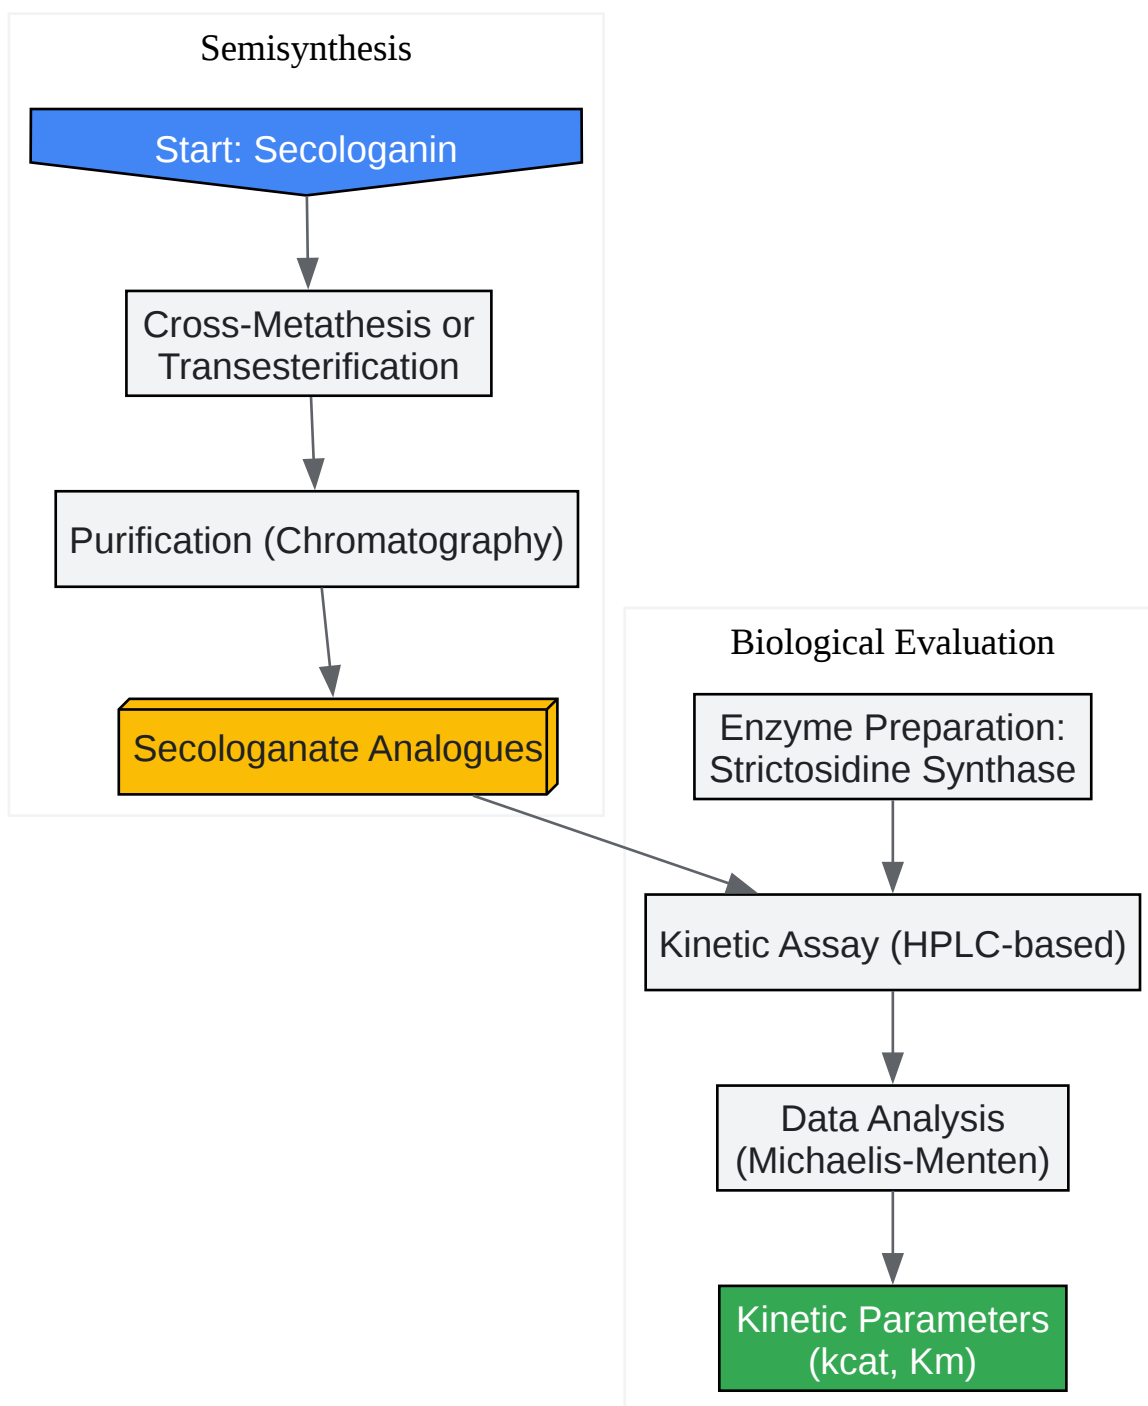 Semisynthesis
Start: Secologanin
Cross-Metathesis or
Transesterification
Purification (Chromatography)
Secologanate Analogues
Biological Evaluation
Enzyme Preparation:
Strictosidine Synthase
Kinetic Assay (HPLC-based)
Data Analysis
(Michaelis-Menten)
Kinetic Parameters
(kcat, Km)